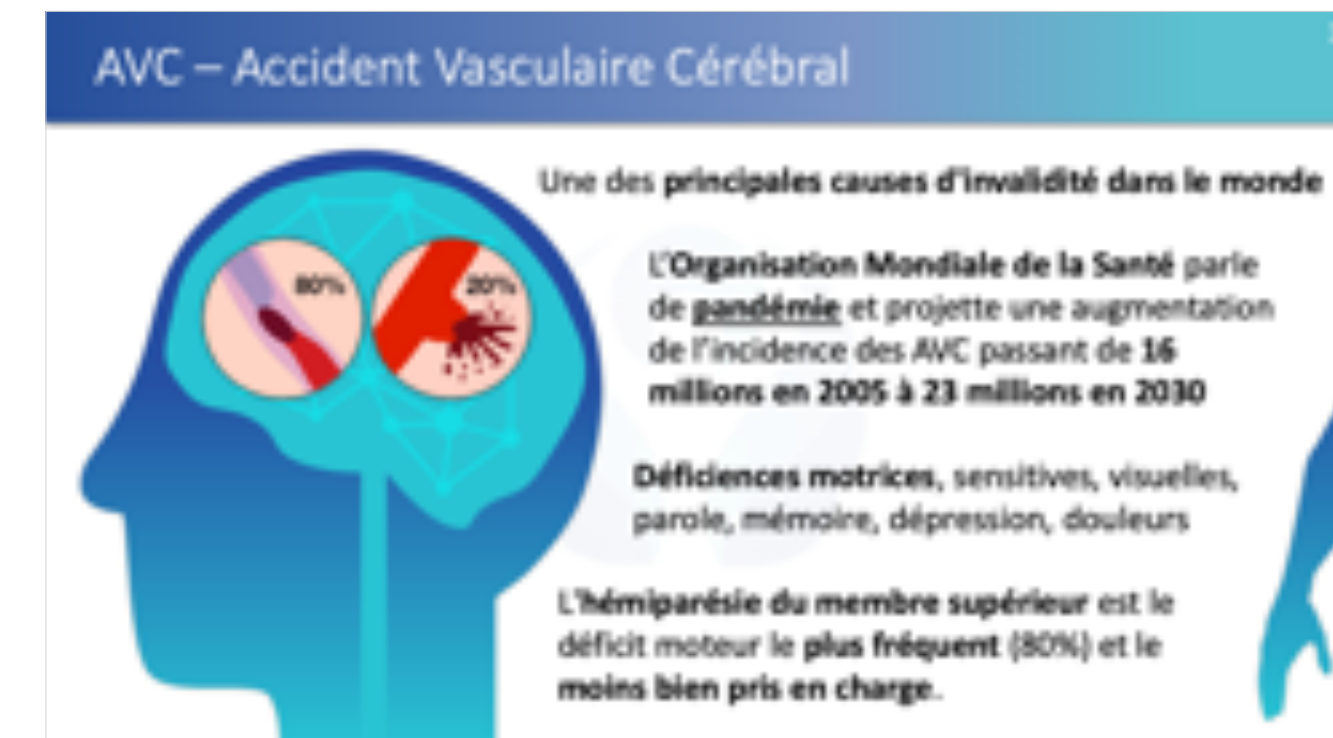 AVC – Accident Vasculaire Cérébral
Une des principales causes d'invalidité dans le monde
80%
20%
L'Organisation Mondiale de la Santé parle
de pandémie et projette une augmentation
de l'incidence des AVC passant de 16
millions en 2005 à 23 millions en 2030
Déficiences motrices, sensitives, visuelles,
parole, mémoire, dépression, douleurs
L'hémiparésie du membre supérieur est le
déficit moteur le plus fréquent (80%) et le
moins bien pris en charge.